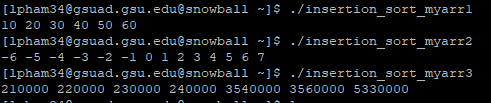 [lpham34@gsuad.gsu.edu@snowball ~]$ ./insertion_sort_myarr1
10 20 30 40 50 60
[lpham34@gsuad.gsu.edu@snowball ~]$ ./insertion_sort_myarr2
-6 -5 -4 -3 -2 -1 0 1 2 3 4 5 6 7
[lpham34@gsuad.gsu.edu@snowball ~]$ ./insertion_sort_myarr3
210000 220000 230000 240000 3540000 3560000 5330000